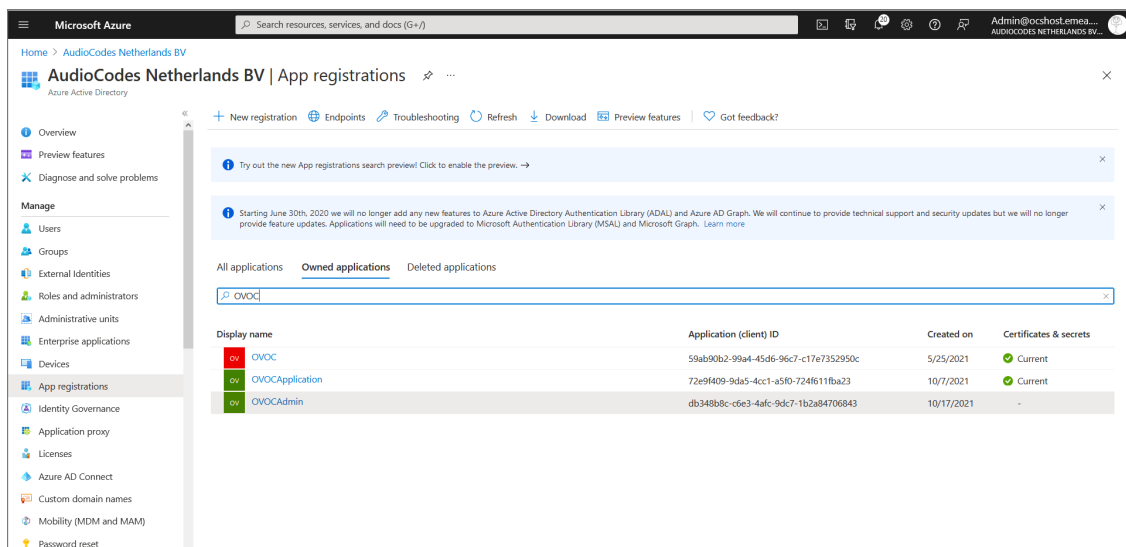 Microsoft Azure
Search resources, services, and docs (G+/)
20
Admin@ocshost.emea....
AUDIOCODES NETHERLANDS BV...
Home > AudioCodes Netherlands BV
AudioCodes Netherlands BV | App registrations
Azure Active Directory
New registration
Endpoints
Troubleshooting
Refresh
Download
Preview features
Got feedback?
Overview
Preview features
Diagnose and solve problems
Manage
Users
Groups
External Identities
Roles and administrators
Administrative units
Enterprise applications
Devices
App registrations
Identity Governance
Application proxy
Licenses
Azure AD Connect
Custom domain names
Mobility (MDM and MAM)
Password reset
Try out the new App registrations search preview! Click to enable the preview. →
Starting June 30th, 2020 we will no longer add any new features to Azure Active Directory Authentication Library (ADAL) and Azure AD Graph. We will continue to provide technical support and security updates but we will no longer
provide feature updates. Applications will need to be upgraded to Microsoft Authentication Library (MSAL) and Microsoft Graph. Learn more
All applications Owned applications Deleted applications
OVOC
Display name Application (client) ID Created on Certificates & secrets
OV OVOC 59ab90b2-99a4-45d6-96c7-c17e7352950c 5/25/2021 Current
OV OVOCApplication 72e9f409-9da5-4cc1-a5f0-724f611fba23 10/7/2021 Current
OV OVOCAdmin db348b8c-c6e3-4afc-9dc7-1b2a84706843 10/17/2021 -